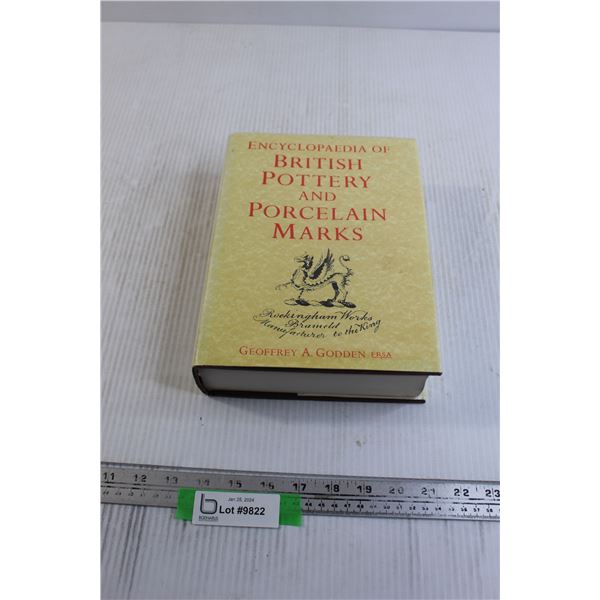 ENCYCLOPAEDIA OF
BRITISH
POTTERY
AND
PORCELAIN
MARKS
Rockingham Works
Brameld
Manufacturer to the King
GEOFFREY A. GODDEN F.R.S.A.
11 12 13 14 15 16 17 18 19 20 21 22 23
b
Jan 25, 2024
Lot #9822